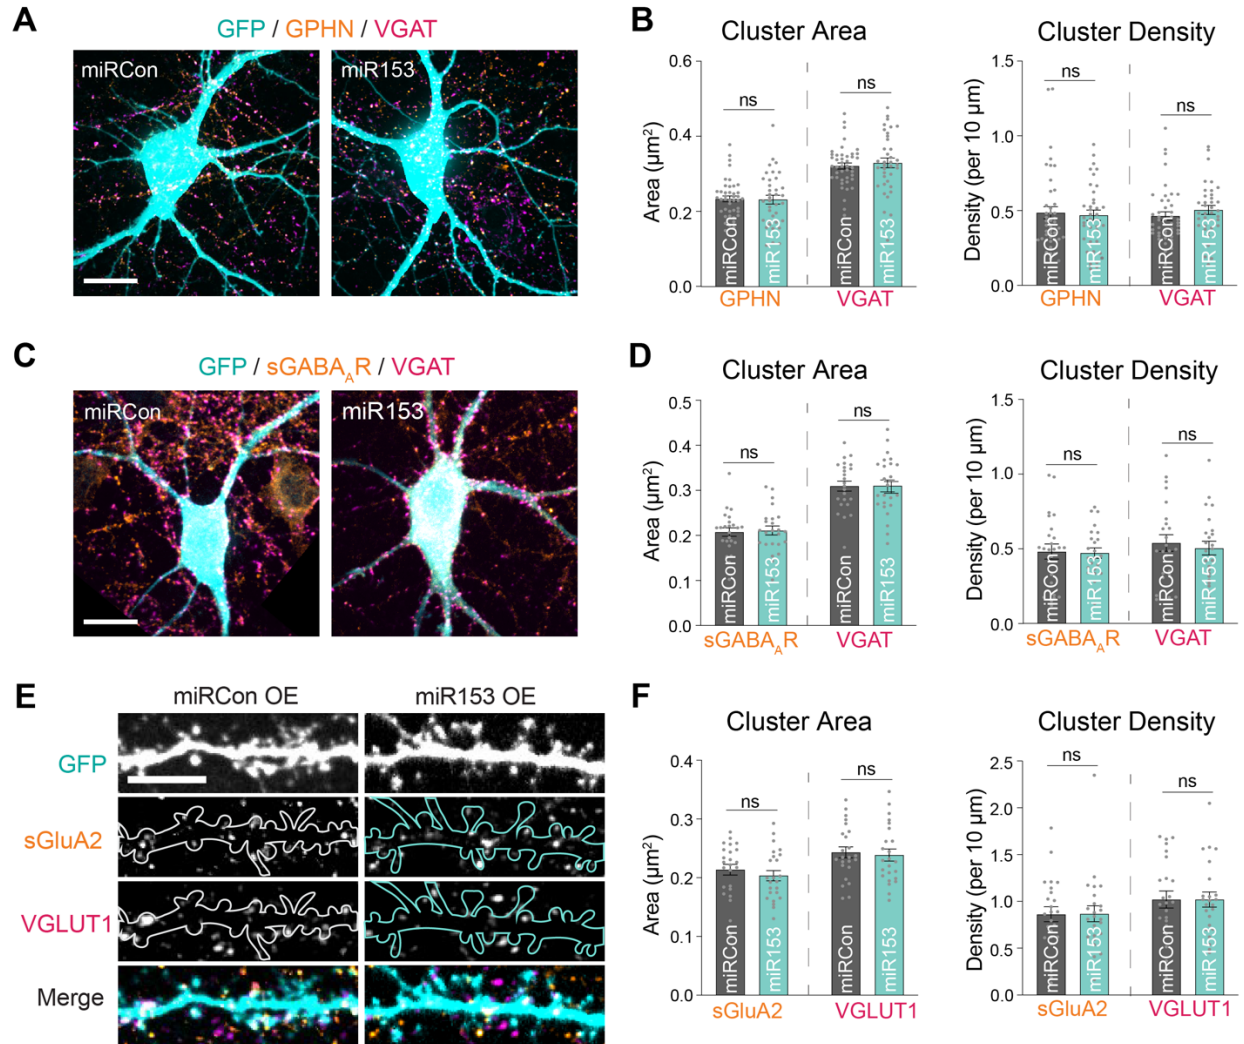 A
GFP / GPHN / VGAT
miRCon
miR153
B
Cluster Area
Cluster Density
0.6
0.4
0.2
0.0
Area (µm²)
ns
ns
miRCon
miR153
miRCon
miR153
GPHN
VGAT
1.5
1.0
0.5
0.0
Density (per 10 µm)
ns
ns
miRCon
miR153
miRCon
miR153
GPHN
VGAT
C
GFP / sGABA_AR / VGAT
miRCon
miR153
D
Cluster Area
Cluster Density
0.5
0.4
0.3
0.2
0.1
0.0
Area (µm²)
ns
ns
miRCon
miR153
miRCon
miR153
sGABA_AR
VGAT
1.5
1.0
0.5
0.0
Density (per 10 µm)
ns
ns
miRCon
miR153
miRCon
miR153
sGABA_AR
VGAT
E
miRCon OE
miR153 OE
GFP
sGluA2
VGLUT1
Merge
F
Cluster Area
Cluster Density
0.4
0.3
0.2
0.1
0.0
Area (µm²)
ns
ns
miRCon
miR153
miRCon
miR153
sGluA2
VGLUT1
2.5
2.0
1.5
1.0
0.5
0.0
Density (per 10 µm)
ns
ns
miRCon
miR153
miRCon
miR153
sGluA2
VGLUT1